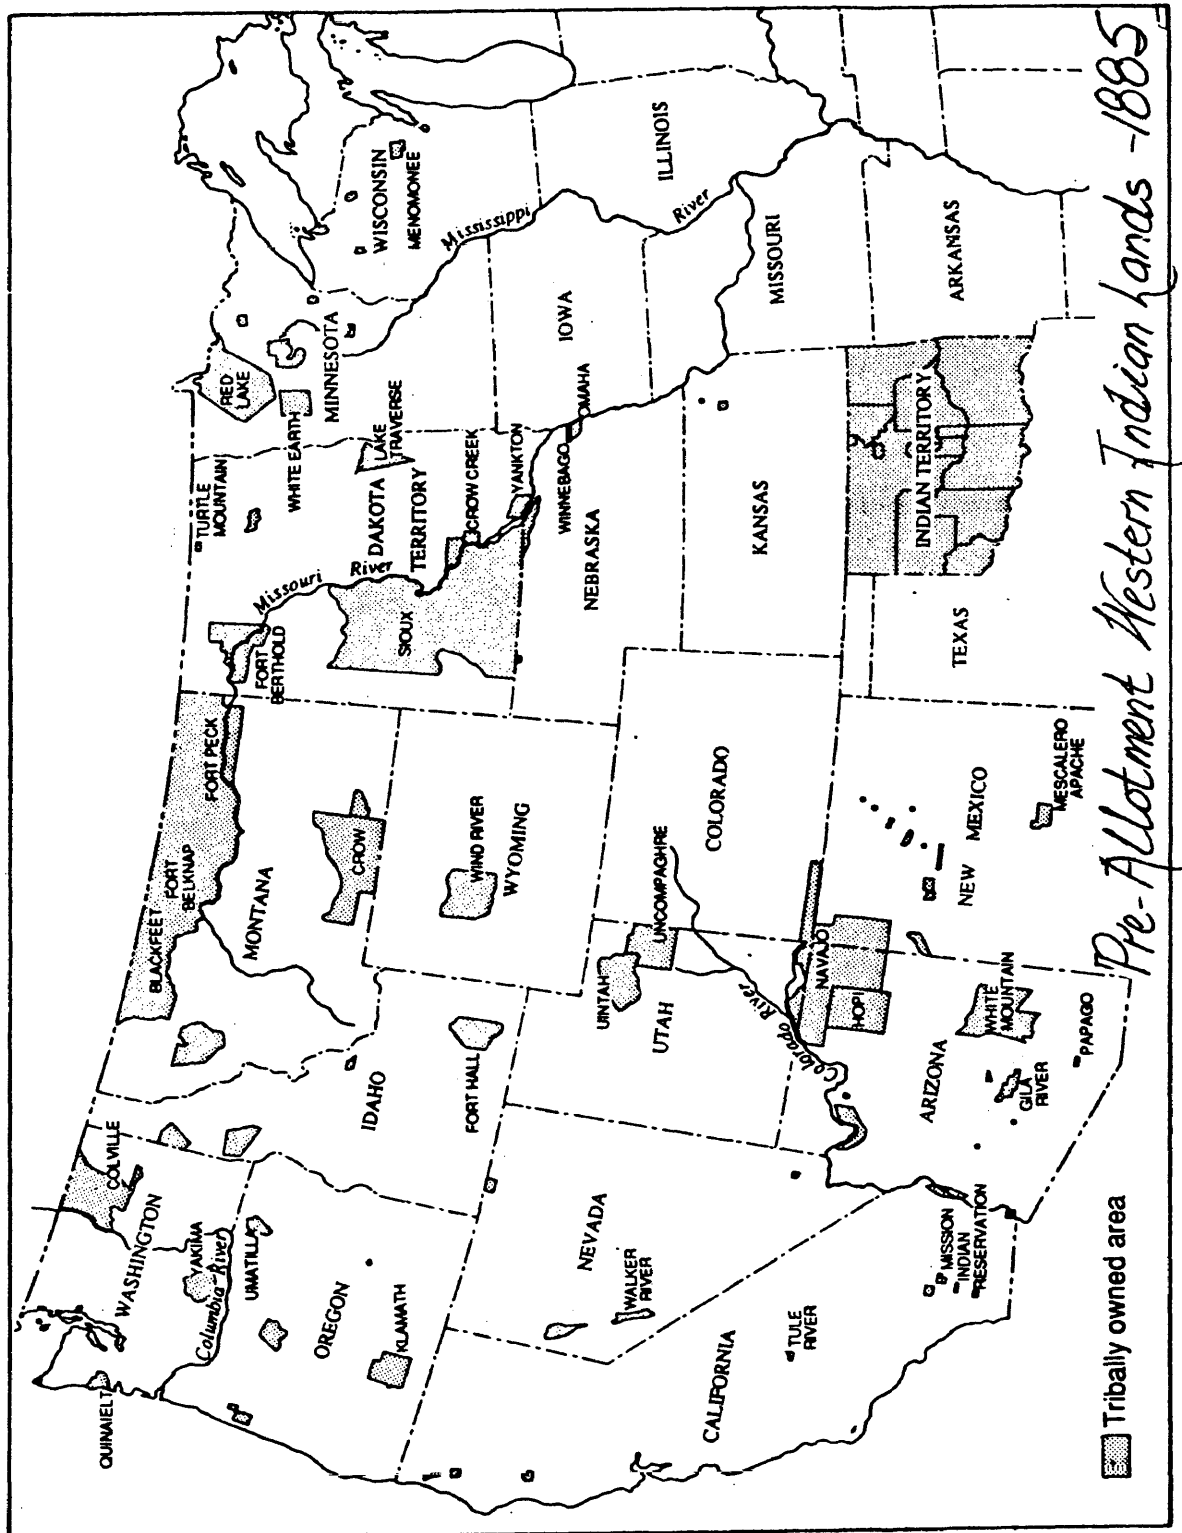 QUINAIELT
WASHINGTON
COLVILLE
YAKIMA
Columbia River
UMATILLA
OREGON
KLAMATH
IDAHO
FORT HALL
BLACKFEET
FORT
BELKNAP
FORT PECK
MONTANA
CROW
WIND RIVER
WYOMING
TURTLE
MOUNTAIN
FORT
BERTHOLD
Missouri River
DAKOTA
TERRITORY
SIOUX
CROW CREEK
YANKTON
LAKE
TRAVERSE
WHITE EARTH
RED
LAKE
MINNESOTA
WISCONSIN
MENOMONEE
Mississippi River
WINNEBAGO
OMAHA
NEBRASKA
IOWA
ILLINOIS
NEVADA
WALKER
RIVER
CALIFORNIA
TULE
RIVER
MISSION
INDIAN
RESERVATION
UINTAH
UNCOMPAGHRE
UTAH
Colorado River
COLORADO
KANSAS
MISSOURI
NAVAJO
HOPI
ARIZONA
WHITE
MOUNTAIN
GILA
RIVER
PAPAGO
NEW MEXICO
MESCALERO
APACHE
TEXAS
INDIAN TERRITORY
ARKANSAS
Tribally owned area
Pre-Allotment Western Indian Lands -1885